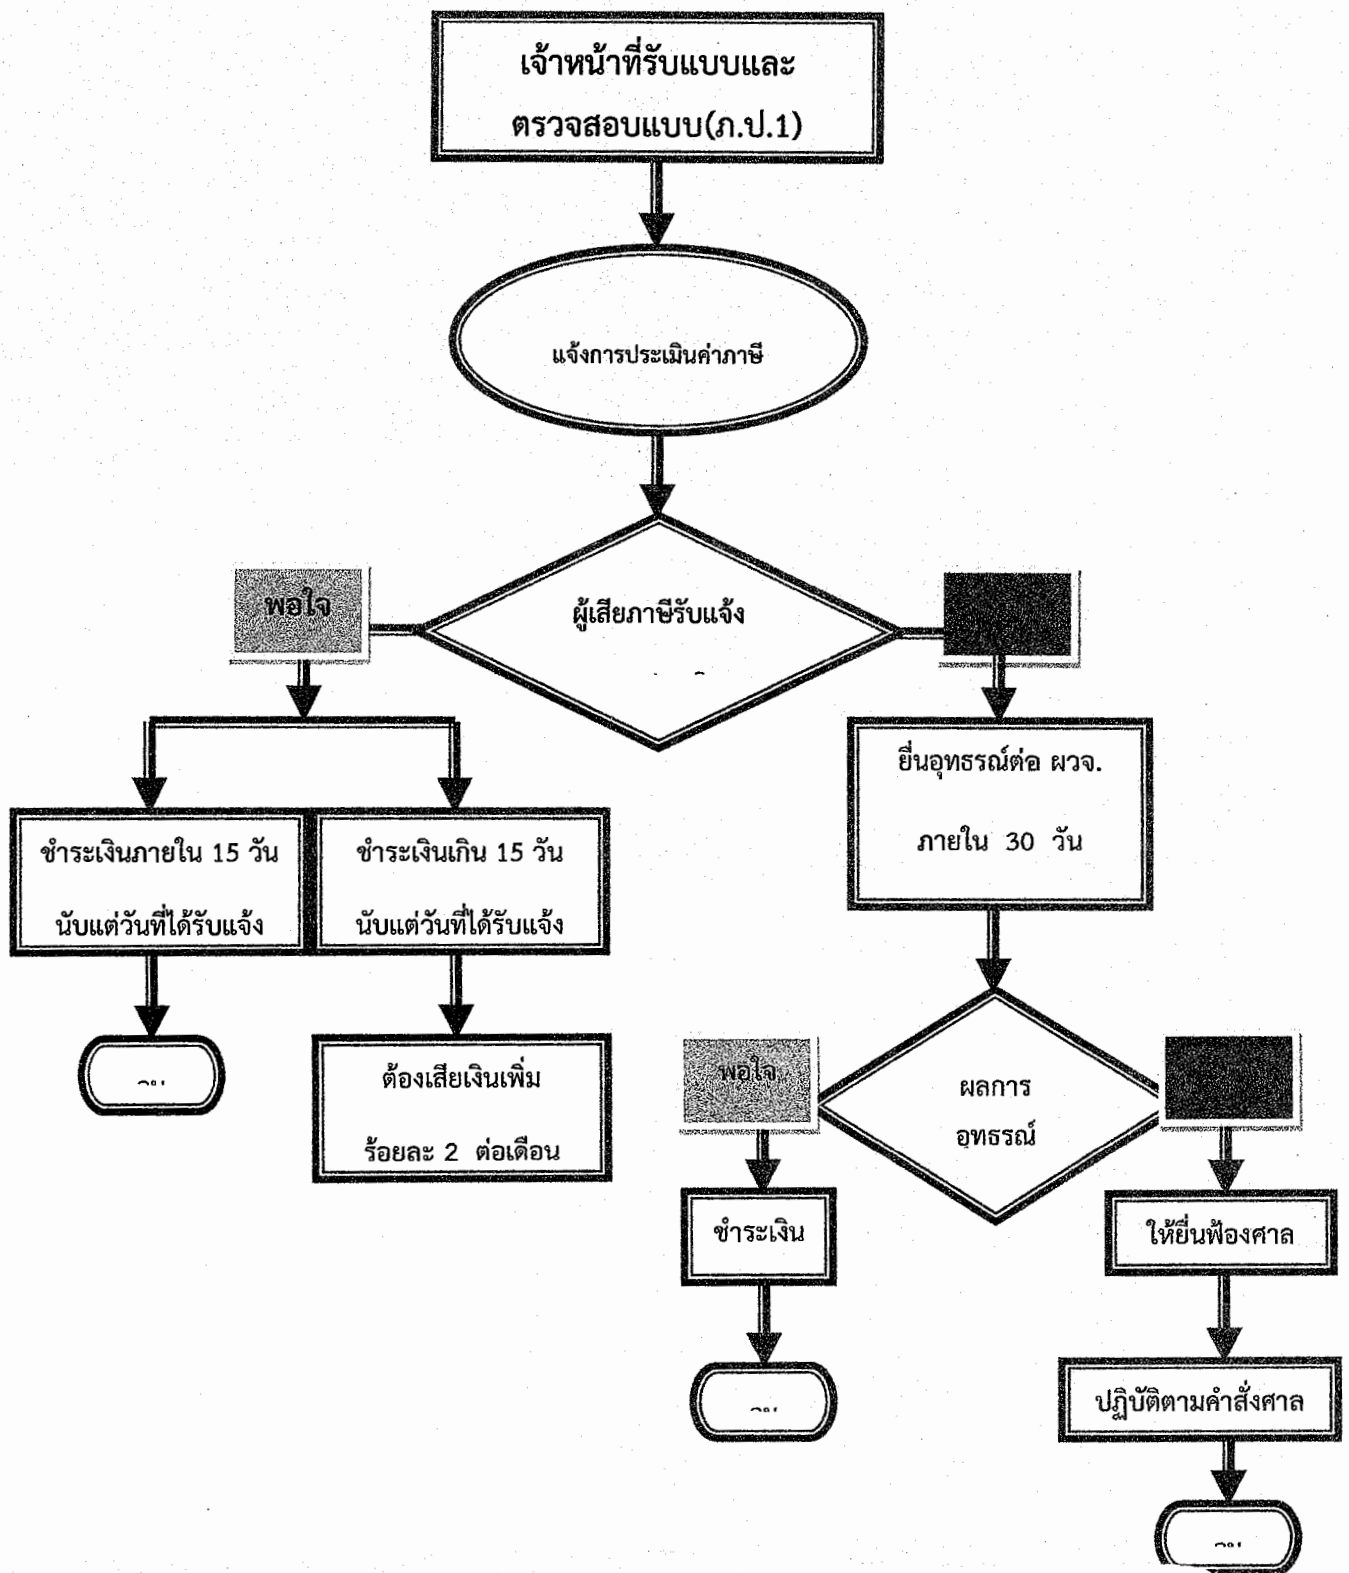 เจ้าหน้าที่รับแบบและ
ตรวจสอบแบบ(ภ.ป.1)
แจ้งการประเมินค่าภาษี
พอใจ
ผู้เสียภาษีรับแจ้ง
ยื่นอุทธรณ์ต่อ ผวจ.
ภายใน 30 วัน
ชำระเงินภายใน 15 วัน
นับแต่วันที่ได้รับแจ้ง
ชำระเงินเกิน 15 วัน
นับแต่วันที่ได้รับแจ้ง
ต้องเสียเงินเพิ่ม
ร้อยละ 2 ต่อเดือน
พอใจ
ผลการ
อุทธรณ์
ชำระเงิน
ให้ยื่นฟ้องศาล
ปฏิบัติตามคำสั่งศาล